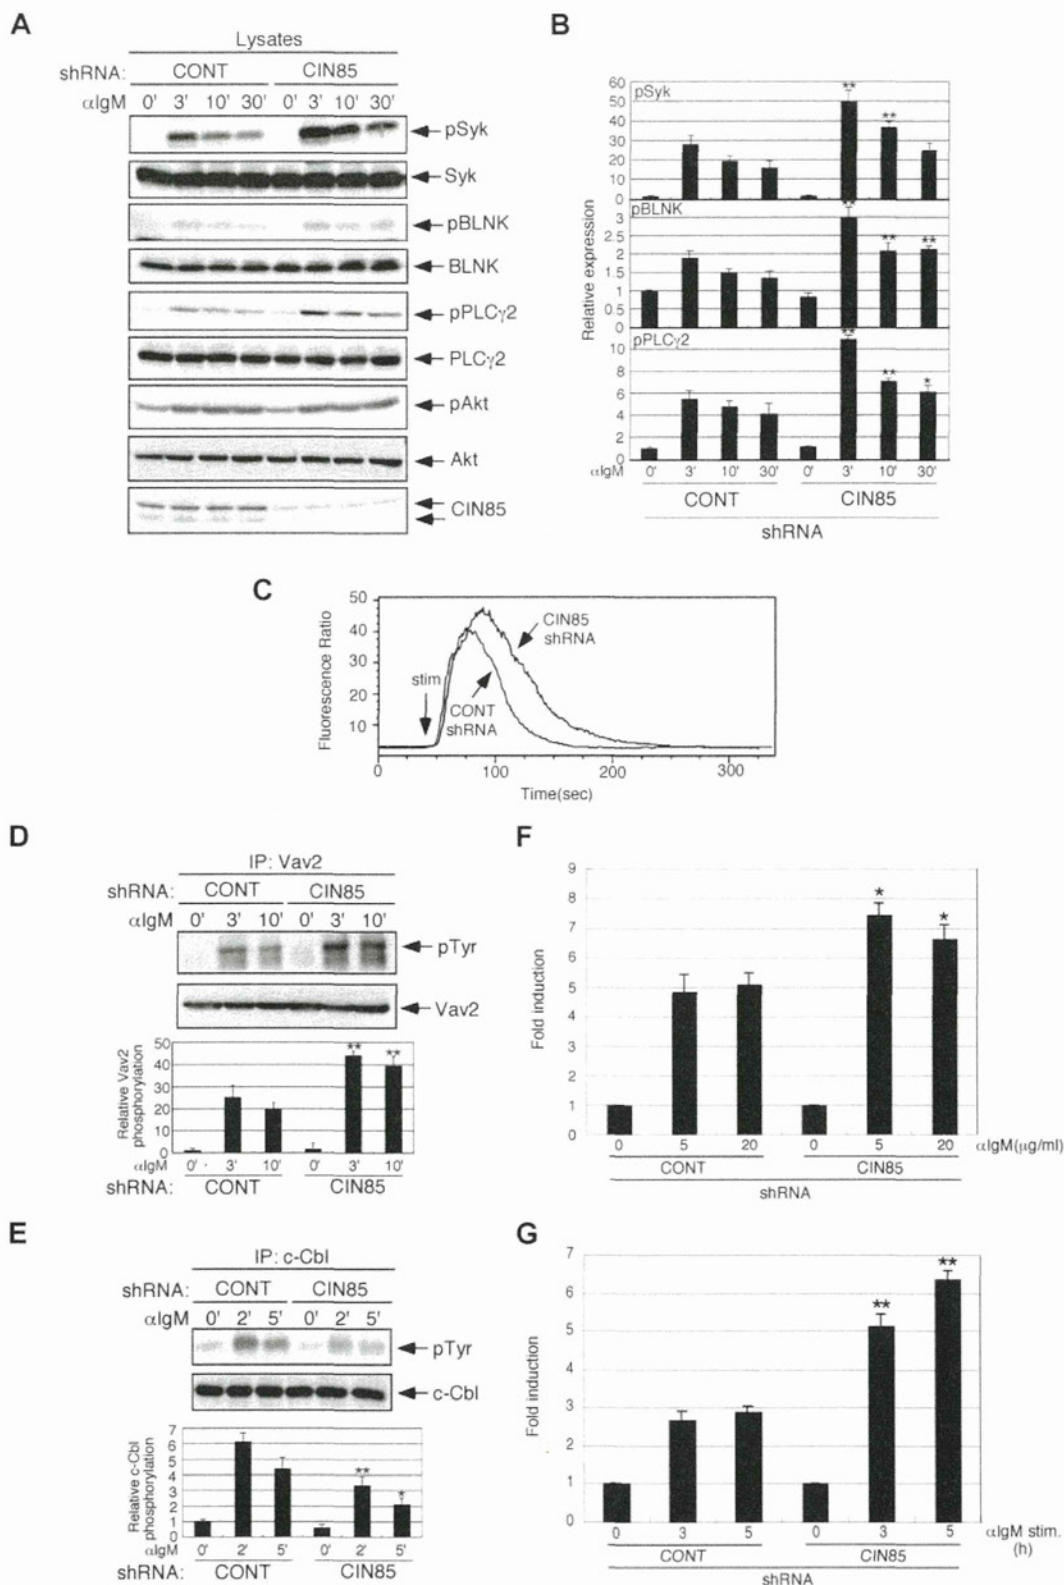 A
Lysates
shRNA: CONT CIN85
αIgM 0' 3' 10' 30' 0' 3' 10' 30'
pSyk
Syk
pBLNK
BLNK
pPLCγ2
PLCγ2
pAkt
Akt
CIN85
B
Relative expression
60
50
40
30
20
10
0
pSyk
** **
3
2.5
2
1.5
1
0.5
0
pBLNK
** ** **
10
8
6
4
2
0
pPLCγ2
** ** *
αIgM 0' 3' 10' 30' 0' 3' 10' 30'
CONT CIN85
shRNA
C
Fluorescence Ratio
50
40
30
20
10
stim
CIN85
shRNA
CONT
shRNA
0 100 200 300
Time(sec)
D
IP: Vav2
shRNA: CONT CIN85
αIgM 0' 3' 10' 0' 3' 10'
pTyr
Vav2
Relative Vav2
phosphorylation
50
40
30
20
10
0
** **
αIgM 0' 3' 10' 0' 3' 10'
shRNA: CONT CIN85
E
IP: c-Cbl
shRNA: CONT CIN85
αIgM 0' 2' 5' 0' 2' 5'
pTyr
c-Cbl
Relative c-Cbl
phosphorylation
7
6
5
4
3
2
1
0
** *
αIgM 0' 2' 5' 0' 2' 5'
shRNA: CONT CIN85
F
Fold induction
9
8
7
6
5
4
3
2
1
0
* *
0 5 20 0 5 20 αIgM(μg/ml)
CONT CIN85
shRNA
G
Fold induction
7
6
5
4
3
2
1
0
** **
0 3 5 0 3 5 αIgM stim.
(h)
CONT CIN85
shRNA